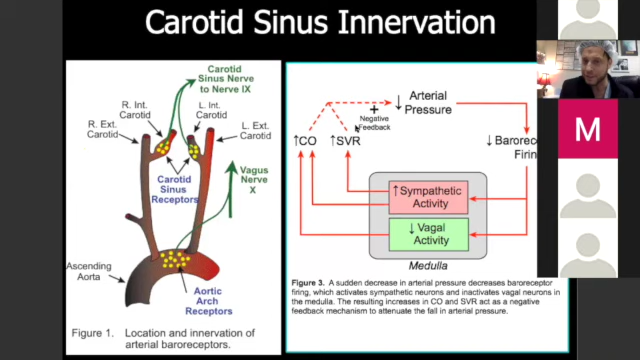 Carotid Sinus Innervation
Carotid
Sinus Nerve
to Nerve IX
R. Int.
Carotid
L. Int
Carotid
R. Ext.
Carotid
L. Ext.
Carotid
Carotid
Sinus
Receptors
Vagus
Nerve
X
Ascending
Aorta
Aortic
Arch
Receptors
Figure 1. Location and innervation of
arterial baroreceptors.
↓ Arterial
Pressure
+
Negative
Feedback
↑CO ↑SVR
↓ Barorece
Firin
↑ Sympathetic
Activity
↓ Vagal
Activity
Medulla
Figure 3. A sudden decrease in arterial pressure decreases baroreceptor
firing, which activates sympathetic neurons and inactivates vagal neurons in
the medulla. The resulting increases in CO and SVR act as a negative
feedback mechanism to attenuate the fall in arterial pressure.
M